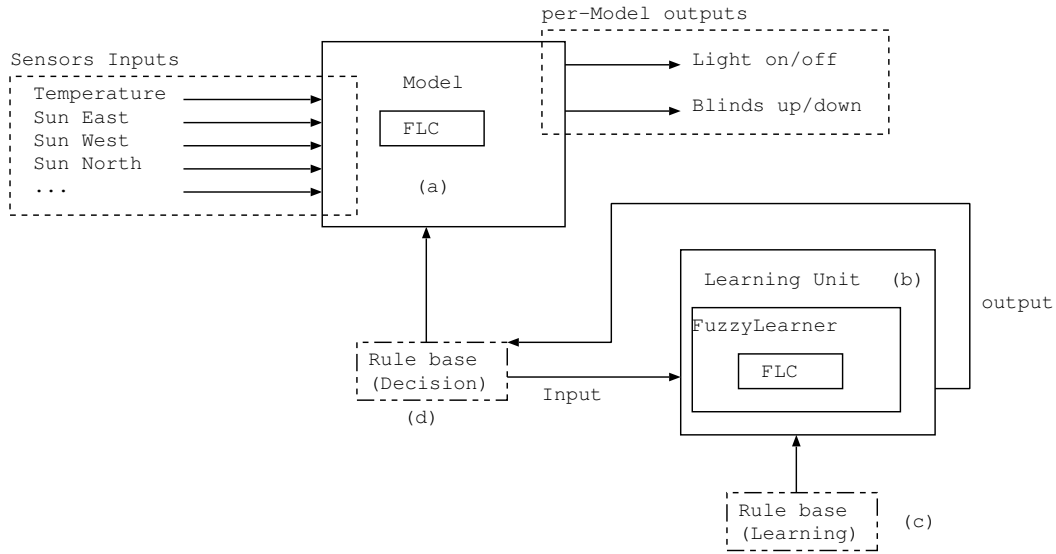 per-Model outputs
Sensors Inputs
Temperature
Sun East
Sun West
Sun North
...
Model
FLC
(a)
Light on/off
Blinds up/down
Learning Unit (b)
FuzzyLearner
FLC
output
Rule base
(Decision)
(d)
Input
Rule base
(Learning)
(c)